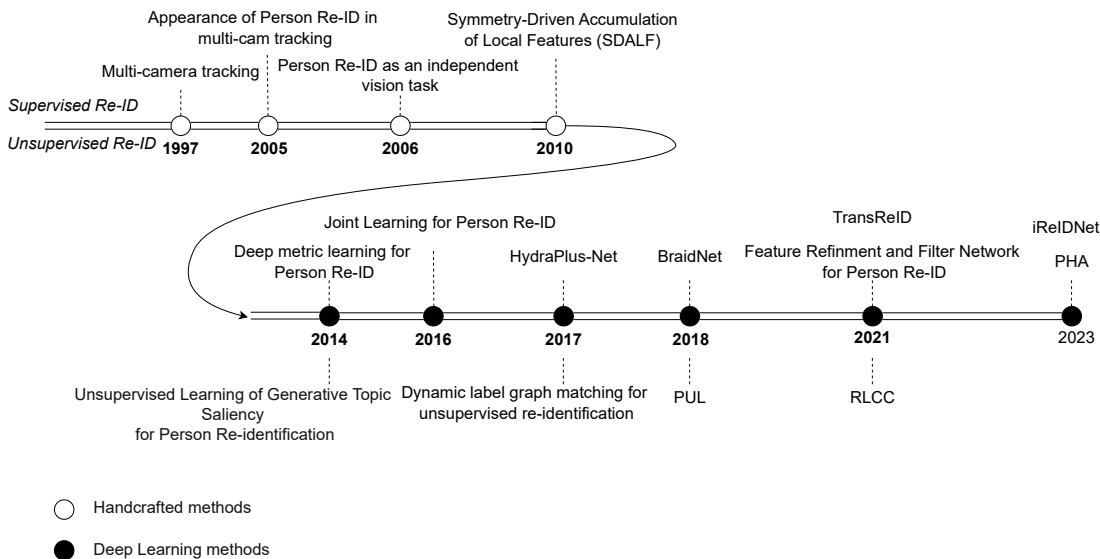 Appearance of Person Re-ID in
multi-cam tracking
Symmetry-Driven Accumulation
of Local Features (SDALF)
Multi-camera tracking
Person Re-ID as an independent
vision task
Supervised Re-ID
Unsupervised Re-ID
1997
2005
2006
2010
Joint Learning for Person Re-ID
TransReID
iReIDNet
Deep metric learning for
Person Re-ID
HydraPlus-Net
BraidNet
Feature Refinment and Filter Network
for Person Re-ID
PHA
2014
2016
2017
2018
2021
2023
Unsupervised Learning of Generative Topic
Saliency
for Person Re-identification
Dynamic label graph matching for
unsupervised re-identification
PUL
RLCC
Handcrafted methods
Deep Learning methods